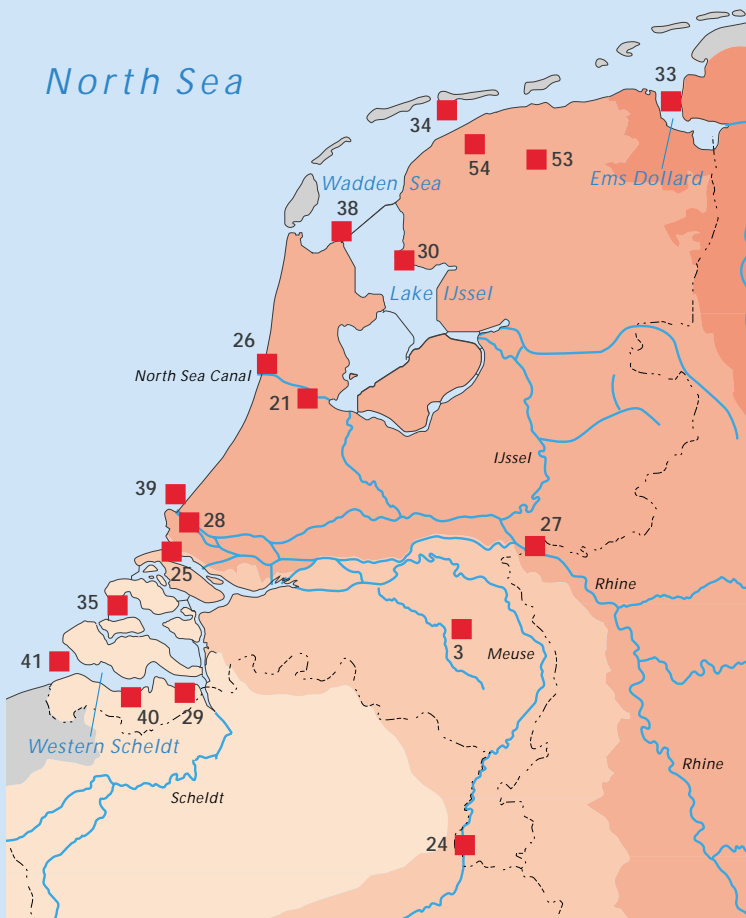 North Sea
33
34
54
53
Ems Dollard
Wadden Sea
38
30
Lake IJssel
26
North Sea Canal
21
IJssel
39
28
27
25
Rhine
35
3
Meuse
41
40
29
Western Scheldt
Rhine
Scheldt
24